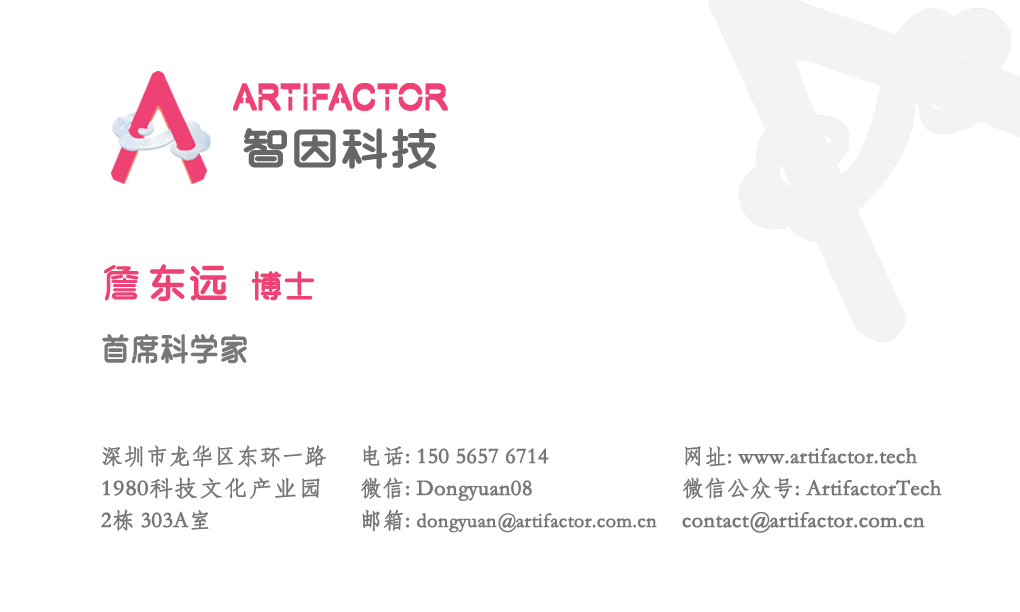 ARTIFACTOR
智因科技
詹东远 博士
首席科学家
深圳市龙华区东环一路
1980科技文化产业园
2栋 303A室
电话: 150 5657 6714
微信: Dongyuan08
邮箱: dongyuan@artifactor.com.cn
网址: www.artifactor.tech
微信公众号: ArtifactorTech
contact@artifactor.com.cn